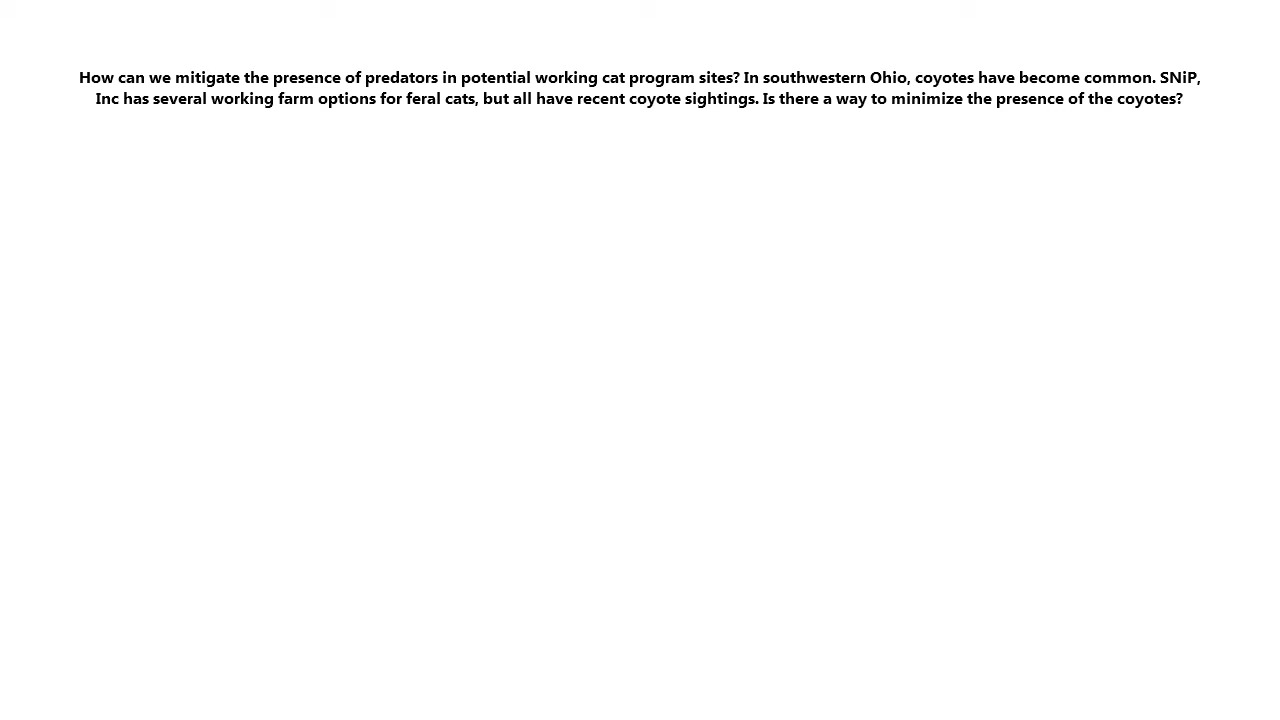 How can we mitigate the presence of predators in potential working cat program sites? In southwestern Ohio, coyotes have become common. SNiP,
Inc has several working farm options for feral cats, but all have recent coyote sightings. Is there a way to minimize the presence of the coyotes?